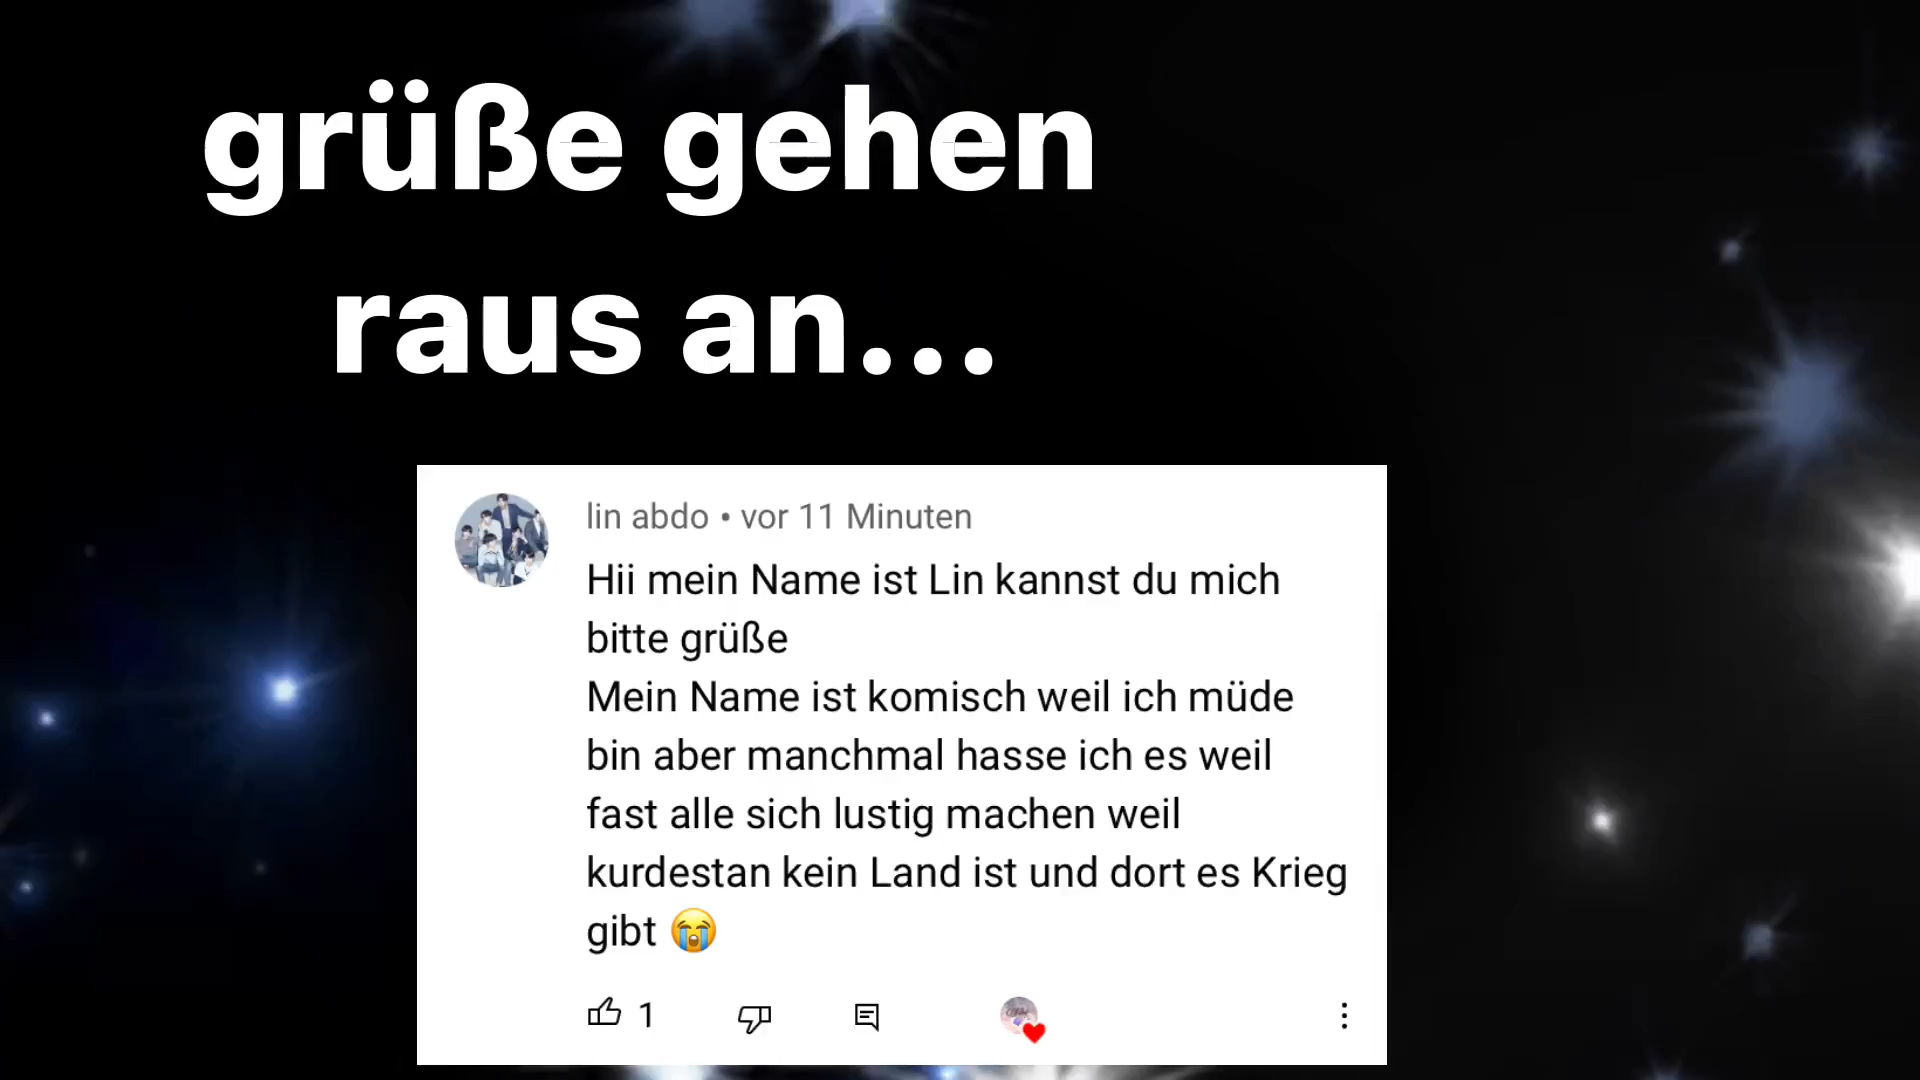 grüße gehen
raus an...
lin abdo • vor 11 Minuten
Hii mein Name ist Lin kannst du mich
bitte grüße
Mein Name ist komisch weil ich müde
bin aber manchmal hasse ich es weil
fast alle sich lustig machen weil
kurdestan kein Land ist und dort es Krieg
gibt 😭
1